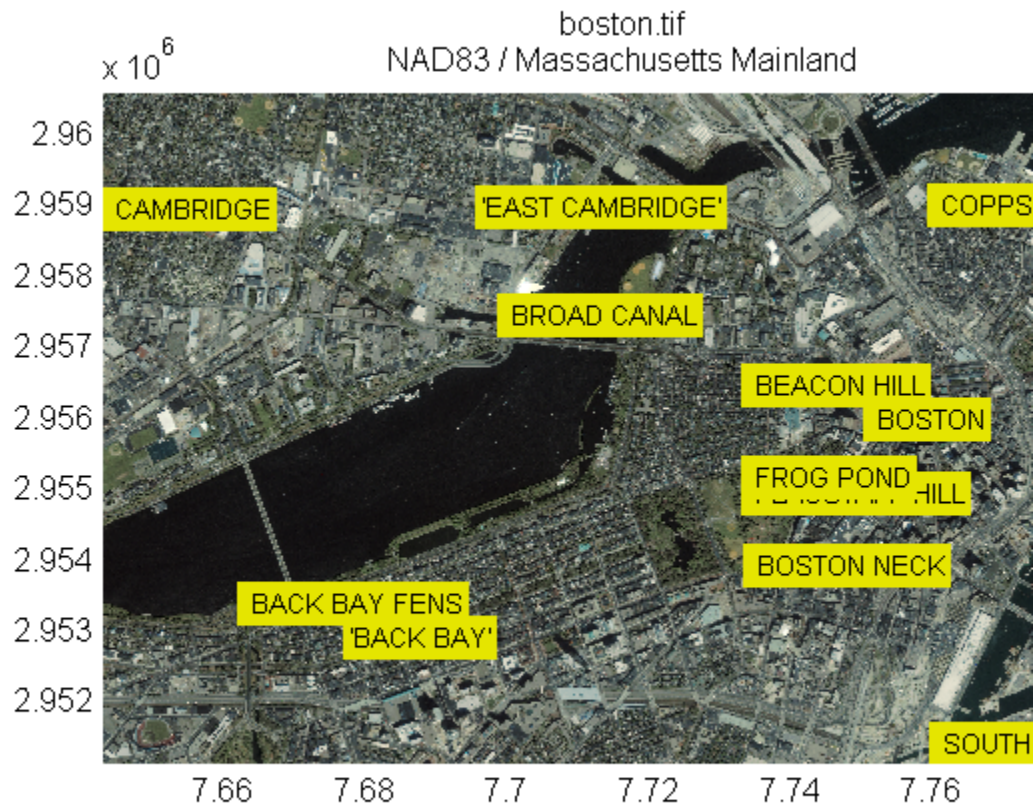 boston.tif
NAD83 / Massachusetts Mainland
x 10^6
2.96
2.959
CAMBRIDGE
'EAST CAMBRIDGE'
COPPS
2.958
BROAD CANAL
2.957
BEACON HILL
2.956
BOSTON
2.955
FROG POND
HILL
2.954
BOSTON NECK
BACK BAY FENS
2.953
'BACK BAY'
2.952
SOUTH
7.66 7.68 7.7 7.72 7.74 7.76